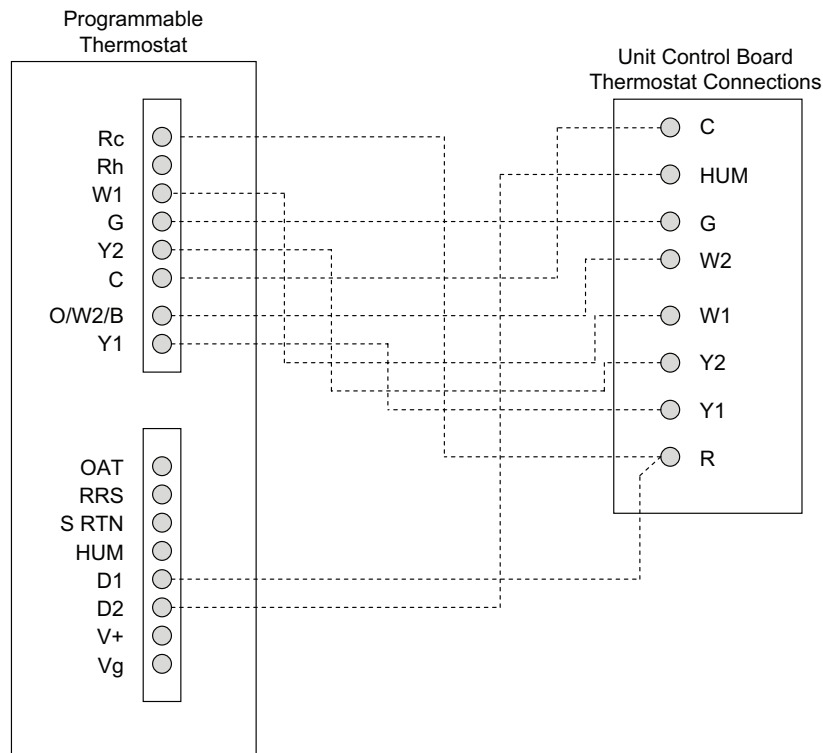 Programmable
Thermostat
Rc
Rh
W1
G
Y2
C
O/W2/B
Y1
OAT
RRS
S RTN
HUM
D1
D2
V+
Vg
Unit Control Board
Thermostat Connections
C
HUM
G
W2
W1
Y2
Y1
R